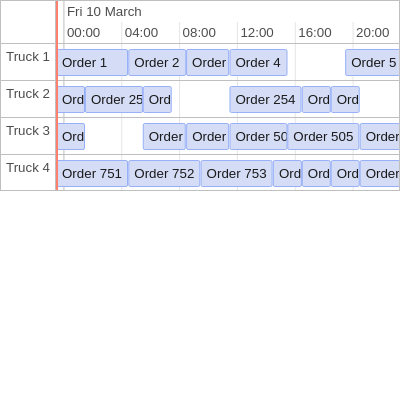 Fri 10 March
00:00 04:00 08:00 12:00 16:00 20:00
Truck 1 Order 1 Order 2 Order Order 4 Order 5
Truck 2 Ord Order 25 Ord Order 254 Ord Ord
Truck 3 Ord Order Order Order 50 Order 505 Order
Truck 4 Order 751 Order 752 Order 753 Ord Ord Ord Order